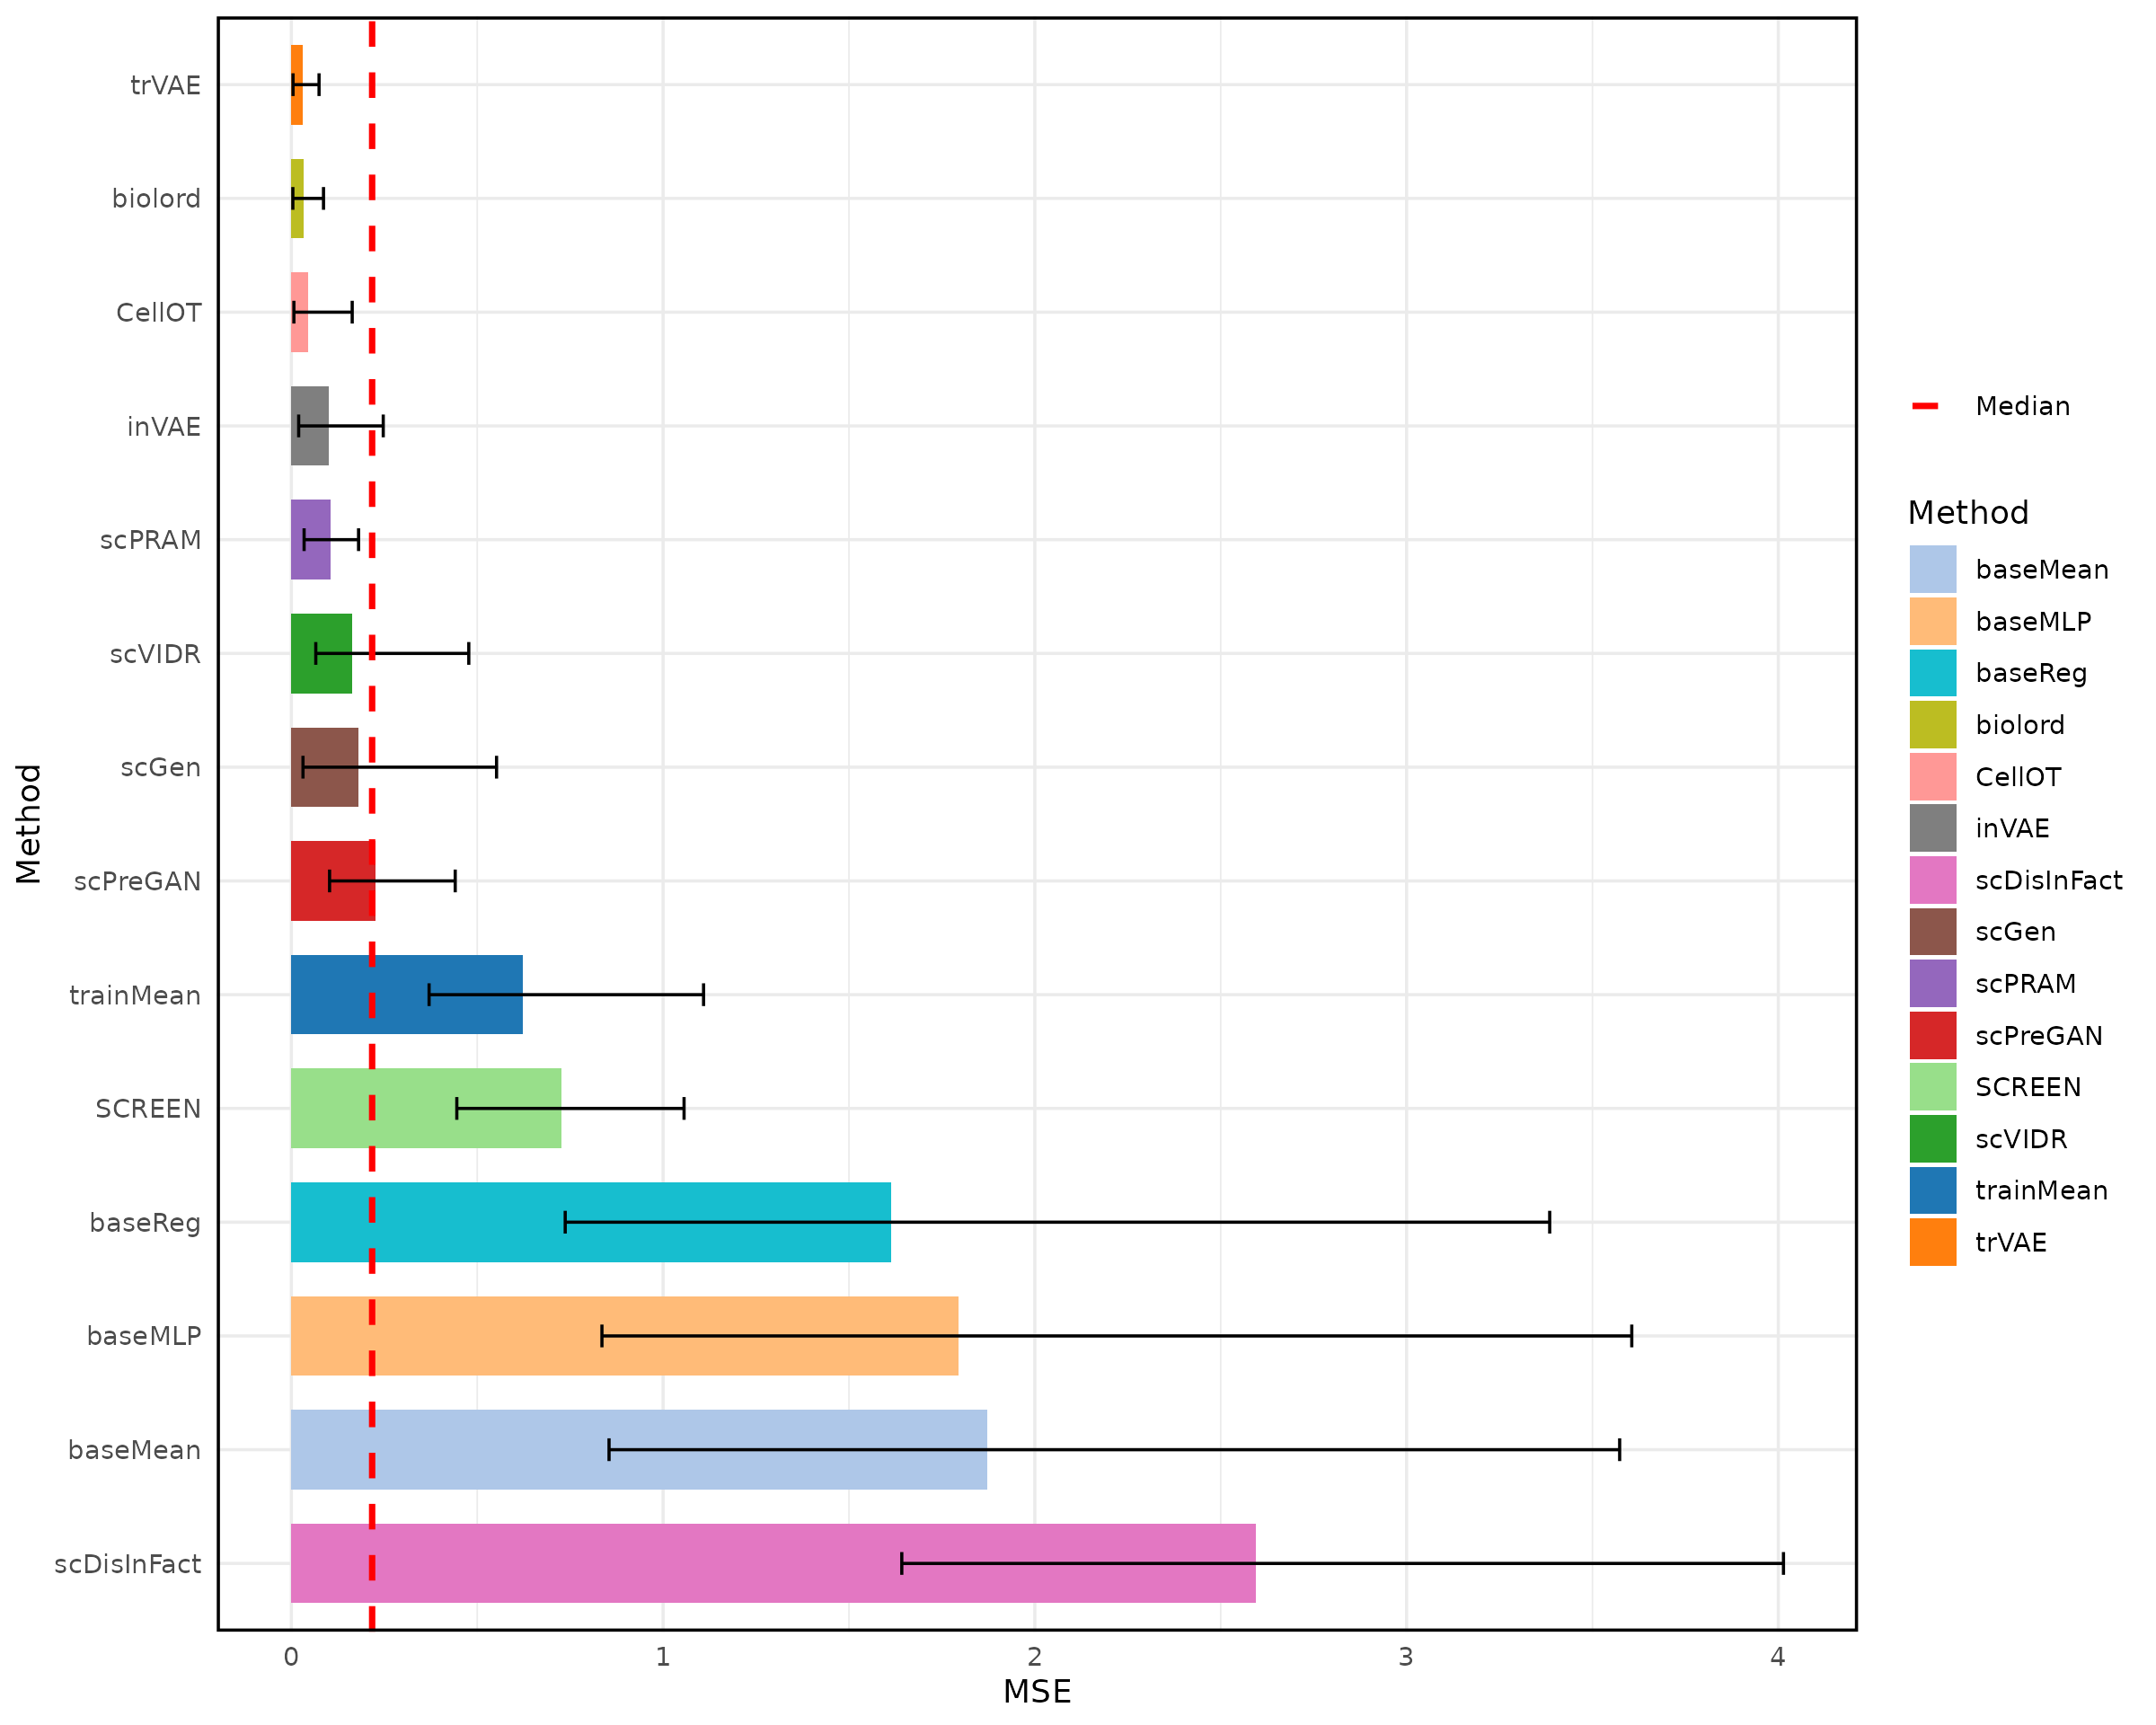 trVAE
biolord
CellOT
inVAE
scPRAM
scVIDR
scGen
scPreGAN
trainMean
SCREEN
baseReg
baseMLP
baseMean
scDisInFact
Method
0 1 2 3 4
MSE
Median
Method
baseMean
baseMLP
baseReg
biolord
CellOT
inVAE
scDisInFact
scGen
scPRAM
scPreGAN
SCREEN
scVIDR
trainMean
trVAE